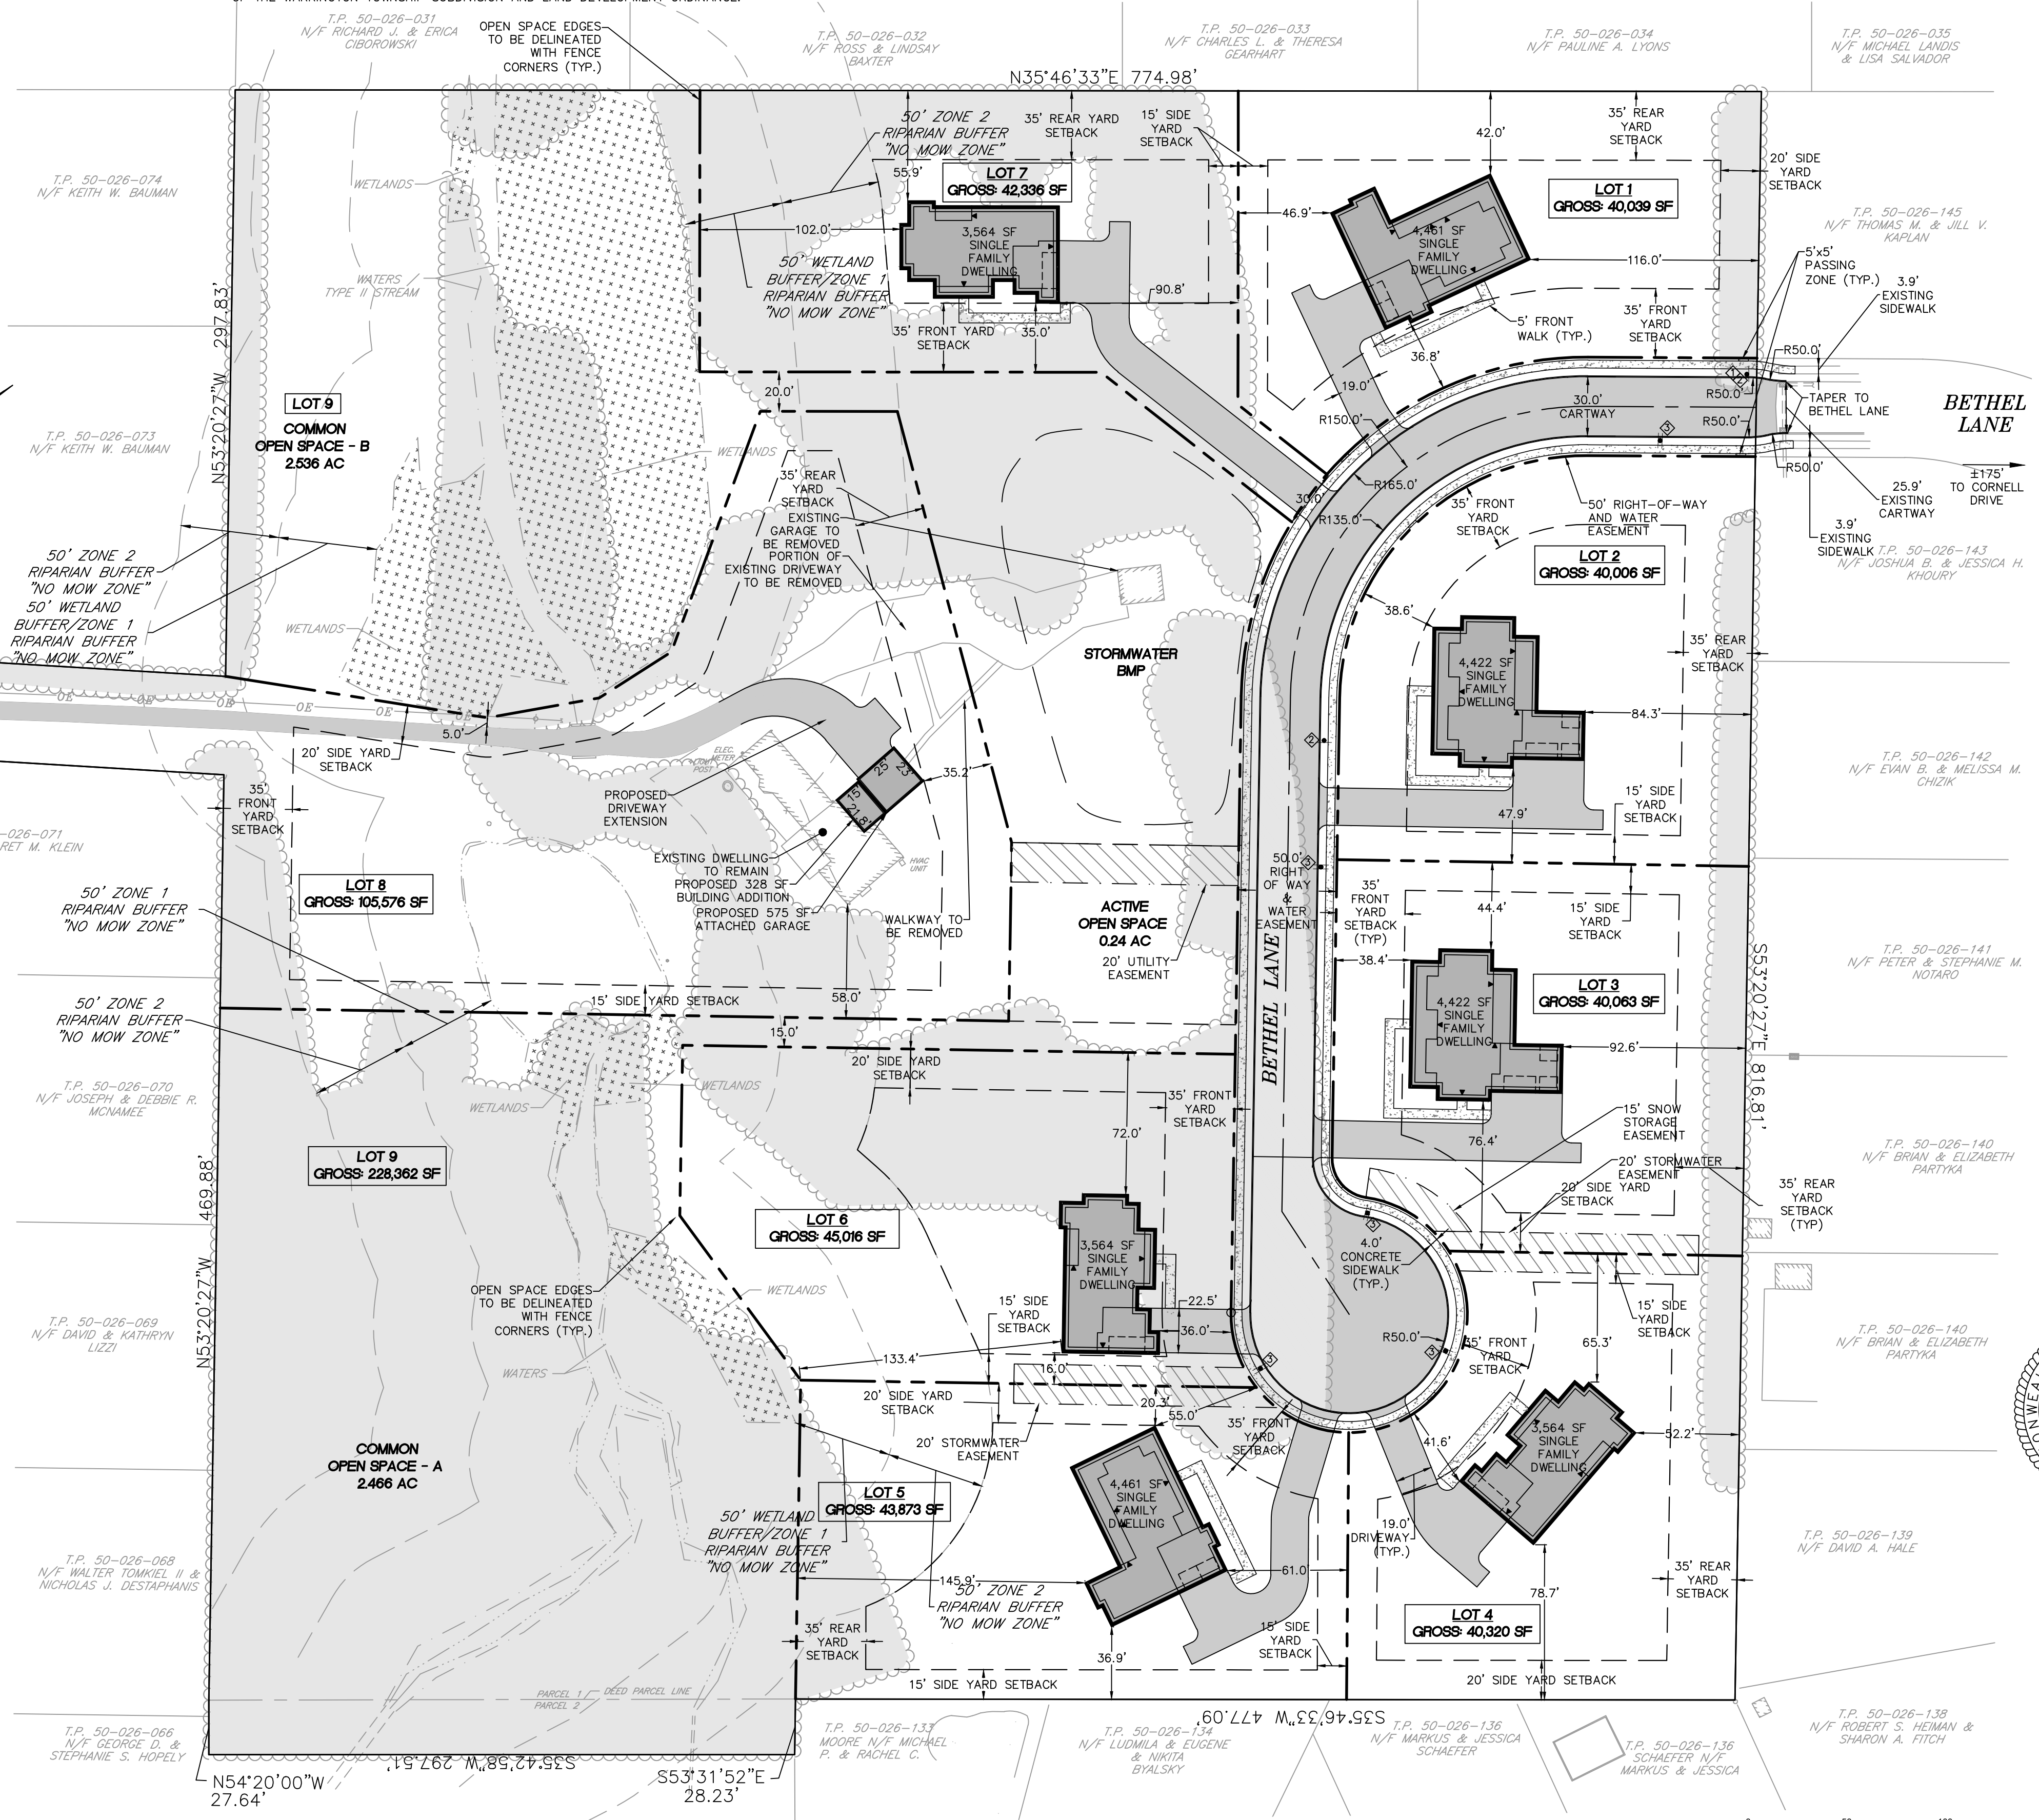 T.P. 50-026-031
N/F RICHARD J. & ERICA
CIBOROWSKI
OPEN SPACE EDGES
TO BE DELINEATED
WITH FENCE
CORNERS (TYP.)
T.P. 50-026-032
N/F ROSS & LINDSAY
BAXTER
T.P. 50-026-033
N/F CHARLES L. & THERESA
GEARHART
T.P. 50-026-034
N/F PAULINE A. LYONS
T.P. 50-026-035
N/F MICHAEL LANDIS
& LISA SALVADOR
N35°46'33"E 774.98'
50' ZONE 2
RIPARIAN BUFFER
"NO MOW ZONE"
35' REAR YARD
SETBACK
15' SIDE
YARD
SETBACK
42.0'
35' REAR
YARD
SETBACK
20' SIDE
YARD
SETBACK
T.P. 50-026-074
N/F KEITH W. BAUMAN
WETLANDS
55.9'
LOT 7
GROSS: 42,336 SF
LOT 1
GROSS: 40,039 SF
46.9'
102.0'
3,564 SF
SINGLE
FAMILY
DWELLING
4,461 SF
SINGLE
FAMILY
DWELLING
116.0'
T.P. 50-026-145
N/F THOMAS M. & JILL V.
KAPLAN
5'x5'
PASSING
ZONE (TYP.)
3.9'
EXISTING
SIDEWALK
WATERS
TYPE II STREAM
50' WETLAND
BUFFER/ZONE 1
RIPARIAN BUFFER
"NO MOW ZONE"
90.8'
35' FRONT YARD
SETBACK
35.0'
5' FRONT
WALK (TYP.)
35' FRONT
YARD
SETBACK
36.8'
19.0'
R50.0'
N53°20'27"W 297.83'
LOT 9
COMMON
OPEN SPACE - B
2.536 AC
20.0'
R150.0'
30.0'
CARTWAY
1
2
R50.0'
R50.0'
3
TAPER TO
BETHEL LANE
BETHEL
LANE
T.P. 50-026-073
N/F KEITH W. BAUMAN
WETLANDS
35' REAR
YARD
SETBACK
R165.0'
30.0'
R135.0'
R50.0'
±175'
TO CORNELL
DRIVE
25.9'
EXISTING
CARTWAY
3.9'
EXISTING
SIDEWALK
35' FRONT
YARD
SETBACK
50' RIGHT-OF-WAY
AND WATER
EASEMENT
EXISTING
GARAGE TO
BE REMOVED
PORTION OF
EXISTING DRIVEWAY
TO BE REMOVED
LOT 2
GROSS: 40,006 SF
T.P. 50-026-143
N/F JOSHUA B. & JESSICA H.
KHOURY
50' ZONE 2
RIPARIAN BUFFER
"NO MOW ZONE"
50' WETLAND
BUFFER/ZONE 1
RIPARIAN BUFFER
"NO MOW ZONE"
WETLANDS
38.6'
35' REAR
YARD
SETBACK
STORMWATER
BMP
4,422 SF
SINGLE
FAMILY
DWELLING
84.3'
OE OE OE OE OE OE
5.0'
20' SIDE YARD
SETBACK
ELEC.
METER
LIGHT
POST
2
T.P. 50-026-142
N/F EVAN B. & MELISSA M.
CHIZIK
35'
FRONT
YARD
SETBACK
PROPOSED
DRIVEWAY
EXTENSION
25'
23'
15'
21.8'
35.2'
15' SIDE
YARD
SETBACK
47.9'
-026-071
RET M. KLEIN
EXISTING DWELLING
TO REMAIN
PROPOSED 328 SF
BUILDING ADDITION
PROPOSED 575 SF
ATTACHED GARAGE
HVAC
UNIT
WALKWAY TO
BE REMOVED
50.0'
RIGHT
OF WAY
&
WATER
EASEMENT
3
35'
FRONT
YARD
SETBACK
(TYP)
44.4'
15' SIDE
YARD
SETBACK
LOT 8
GROSS: 105,576 SF
50' ZONE 1
RIPARIAN BUFFER
"NO MOW ZONE"
ACTIVE
OPEN SPACE
0.24 AC
20' UTILITY
EASEMENT
BETHEL LANE
38.4'
T.P. 50-026-141
N/F PETER & STEPHANIE M.
NOTARO
LOT 3
GROSS: 40,063 SF
4,422 SF
SINGLE
FAMILY
DWELLING
92.6'
S53°20'27"E 816.81'
50' ZONE 2
RIPARIAN BUFFER
"NO MOW ZONE"
15' SIDE YARD SETBACK
58.0'
15.0'
20' SIDE YARD
SETBACK
WETLANDS
WETLANDS
T.P. 50-026-070
N/F JOSEPH & DEBBIE R.
MCNAMEE
35' FRONT
YARD
SETBACK
72.0'
76.4'
15' SNOW
STORAGE
EASEMENT
20' STORMWATER
EASEMENT
20' SIDE YARD
SETBACK
T.P. 50-026-140
N/F BRIAN & ELIZABETH
PARTYKA
35' REAR
YARD
SETBACK
(TYP)
LOT 9
GROSS: 228,362 SF
N53°20'27"W 469.88'
LOT 6
GROSS: 45,016 SF
3,564 SF
SINGLE
FAMILY
DWELLING
3
4.0'
CONCRETE
SIDEWALK
(TYP.)
OPEN SPACE EDGES
TO BE DELINEATED
WITH FENCE
CORNERS (TYP.)
WETLANDS
15' SIDE
YARD
SETBACK
22.5'
36.0'
R50.0'
35' FRONT
YARD
SETBACK
15' SIDE
YARD
SETBACK
65.3'
T.P. 50-026-069
N/F DAVID & KATHRYN
LIZZI
T.P. 50-026-140
N/F BRIAN & ELIZABETH
PARTYKA
WATERS
133.4'
16.0'
3
3
20' SIDE YARD
SETBACK
20.3'
55.0'
35' FRONT
YARD
SETBACK
20' STORMWATER
EASEMENT
41.6'
3,564 SF
SINGLE
FAMILY
DWELLING
52.2'
COMMON
OPEN SPACE - A
2.466 AC
LOT 5
GROSS: 43,873 SF
4,461 SF
SINGLE
FAMILY
DWELLING
50' WETLAND
BUFFER/ZONE 1
RIPARIAN BUFFER
"NO MOW ZONE"
19.0'
DRIVEWAY
(TYP.)
T.P. 50-026-139
N/F DAVID A. HALE
T.P. 50-026-068
N/F WALTER TOMKIEL II &
NICHOLAS J. DESTAPHANIS
145.9'
61.0'
50' ZONE 2
RIPARIAN BUFFER
"NO MOW ZONE"
78.7'
35' REAR
YARD
SETBACK
LOT 4
GROSS: 40,320 SF
35' REAR
YARD
SETBACK
36.9'
15' SIDE
YARD
SETBACK
15' SIDE YARD SETBACK
20' SIDE YARD SETBACK
PARCEL 1
PARCEL 2
DEED PARCEL LINE
S35°46'33"W 477.09'
T.P. 50-026-066
N/F GEORGE D. &
STEPHANIE S. HOPELY
T.P. 50-026-133
MOORE N/F MICHAEL
P. & RACHEL C.
T.P. 50-026-134
N/F LUDMILA & EUGENE
& NIKITA
BYALSKY
T.P. 50-026-136
N/F MARKUS & JESSICA
SCHAEFER
T.P. 50-026-136
SCHAEFER N/F
MARKUS & JESSICA
T.P. 50-026-138
N/F ROBERT S. HEIMAN &
SHARON A. FITCH
S35°42'58"W 297.51'
N54°20'00"W
27.64'
S53°31'52"E
28.23'